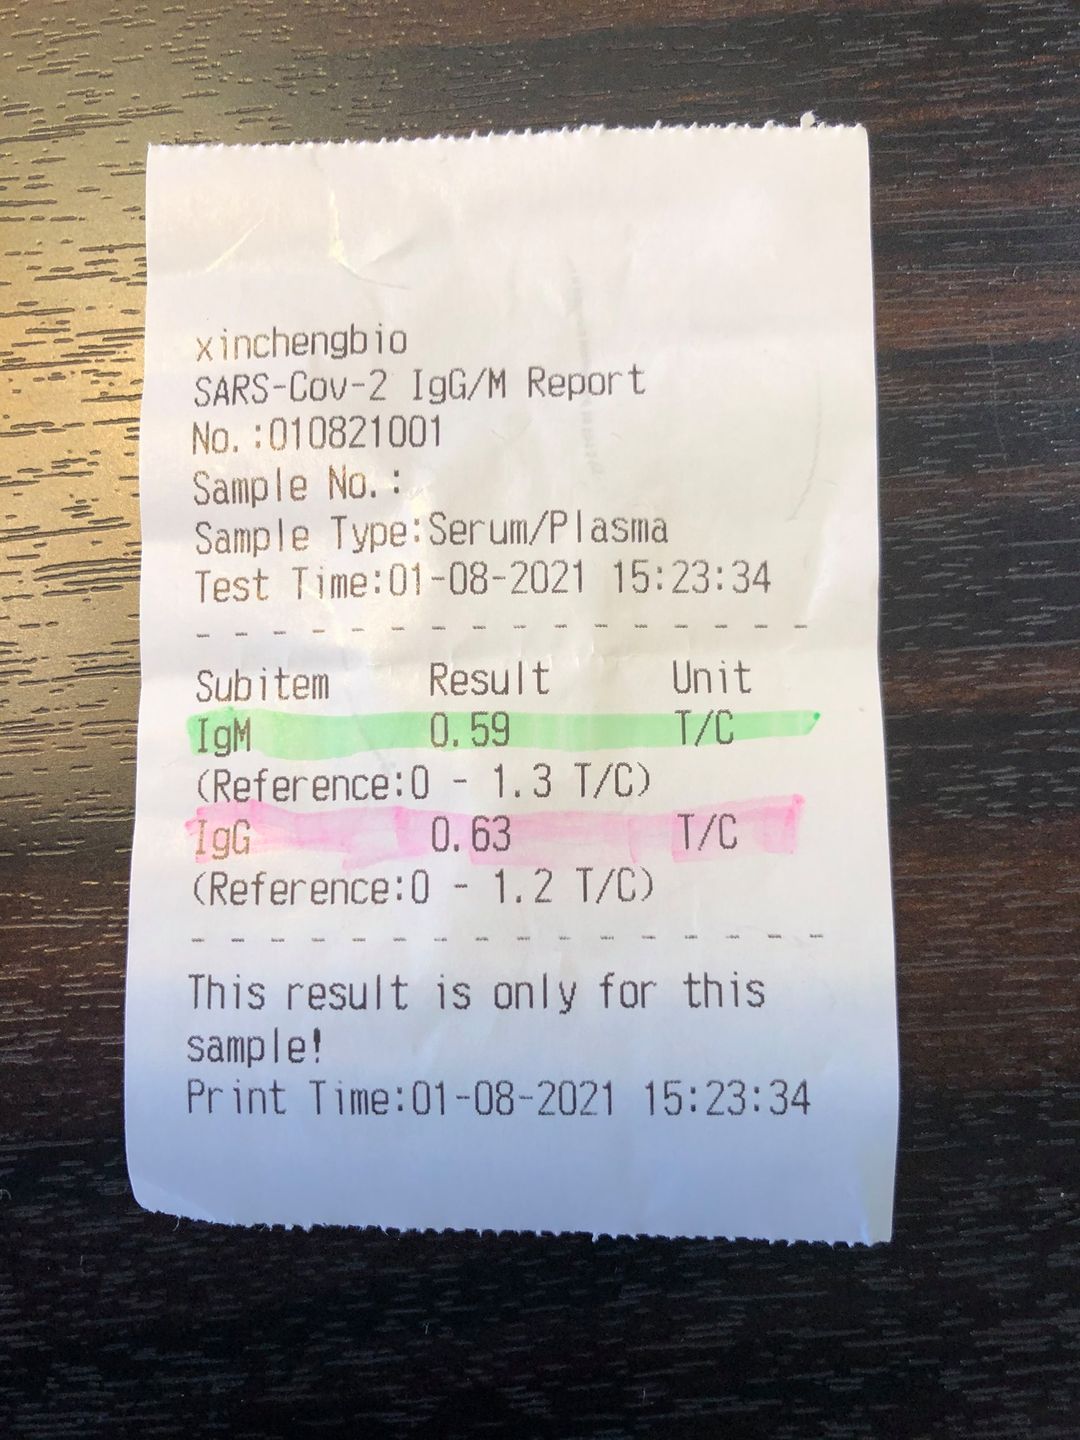 xinchengbio
SARS-Cov-2 IgG/M Report
No.:010821001
Sample No.:
Sample Type:Serum/Plasma
Test Time:01-08-2021 15:23:34
- - - - - - - - - - - - - - - -
Subitem Result Unit
IgM 0.59 T/C
(Reference:0 - 1.3 T/C)
IgG 0.63 T/C
(Reference:0 - 1.2 T/C)
- - - - - - - - - - - - - - - -
This result is only for this
sample!
Print Time:01-08-2021 15:23:34